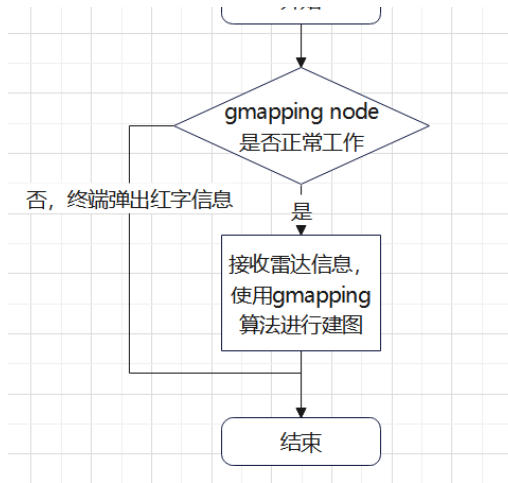 gmapping node
是否正常工作
否，终端弹出红字信息
是
接收雷达信息，
使用gmapping
算法进行建图
结束